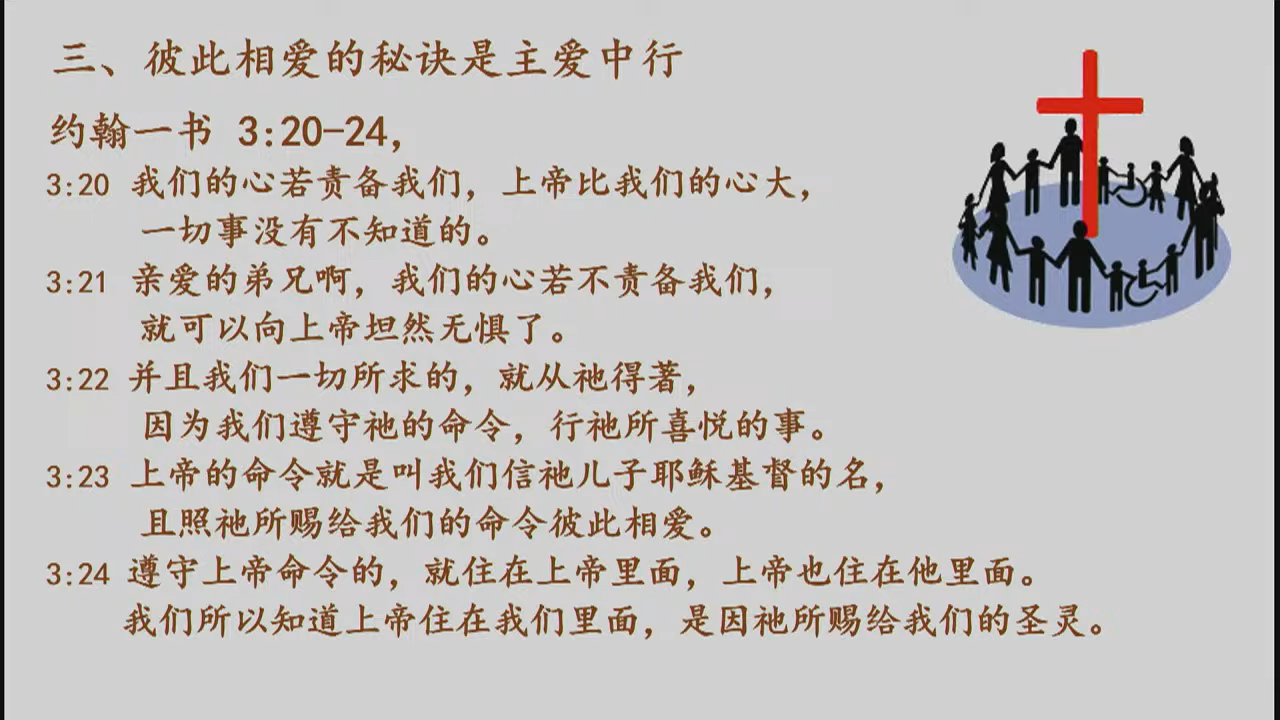 三、彼此相爱的秘诀是主爱中行
约翰一书 3:20-24,
3:20 我们的心若责备我们，上帝比我们的心大，
一切事没有不知道的。
3:21 亲爱的弟兄啊，我们的心若不责备我们，
就可以向上帝坦然无惧了。
3:22 并且我们一切所求的，就从祂得著，
因为我们遵守祂的命令，行祂所喜悦的事。
3:23 上帝的命令就是叫我们信祂儿子耶稣基督的名，
且照祂所赐给我们的命令彼此相爱。
3:24 遵守上帝命令的，就住在上帝里面，上帝也住在他里面。
我们所以知道上帝住在我们里面，是因祂所赐给我们的圣灵。